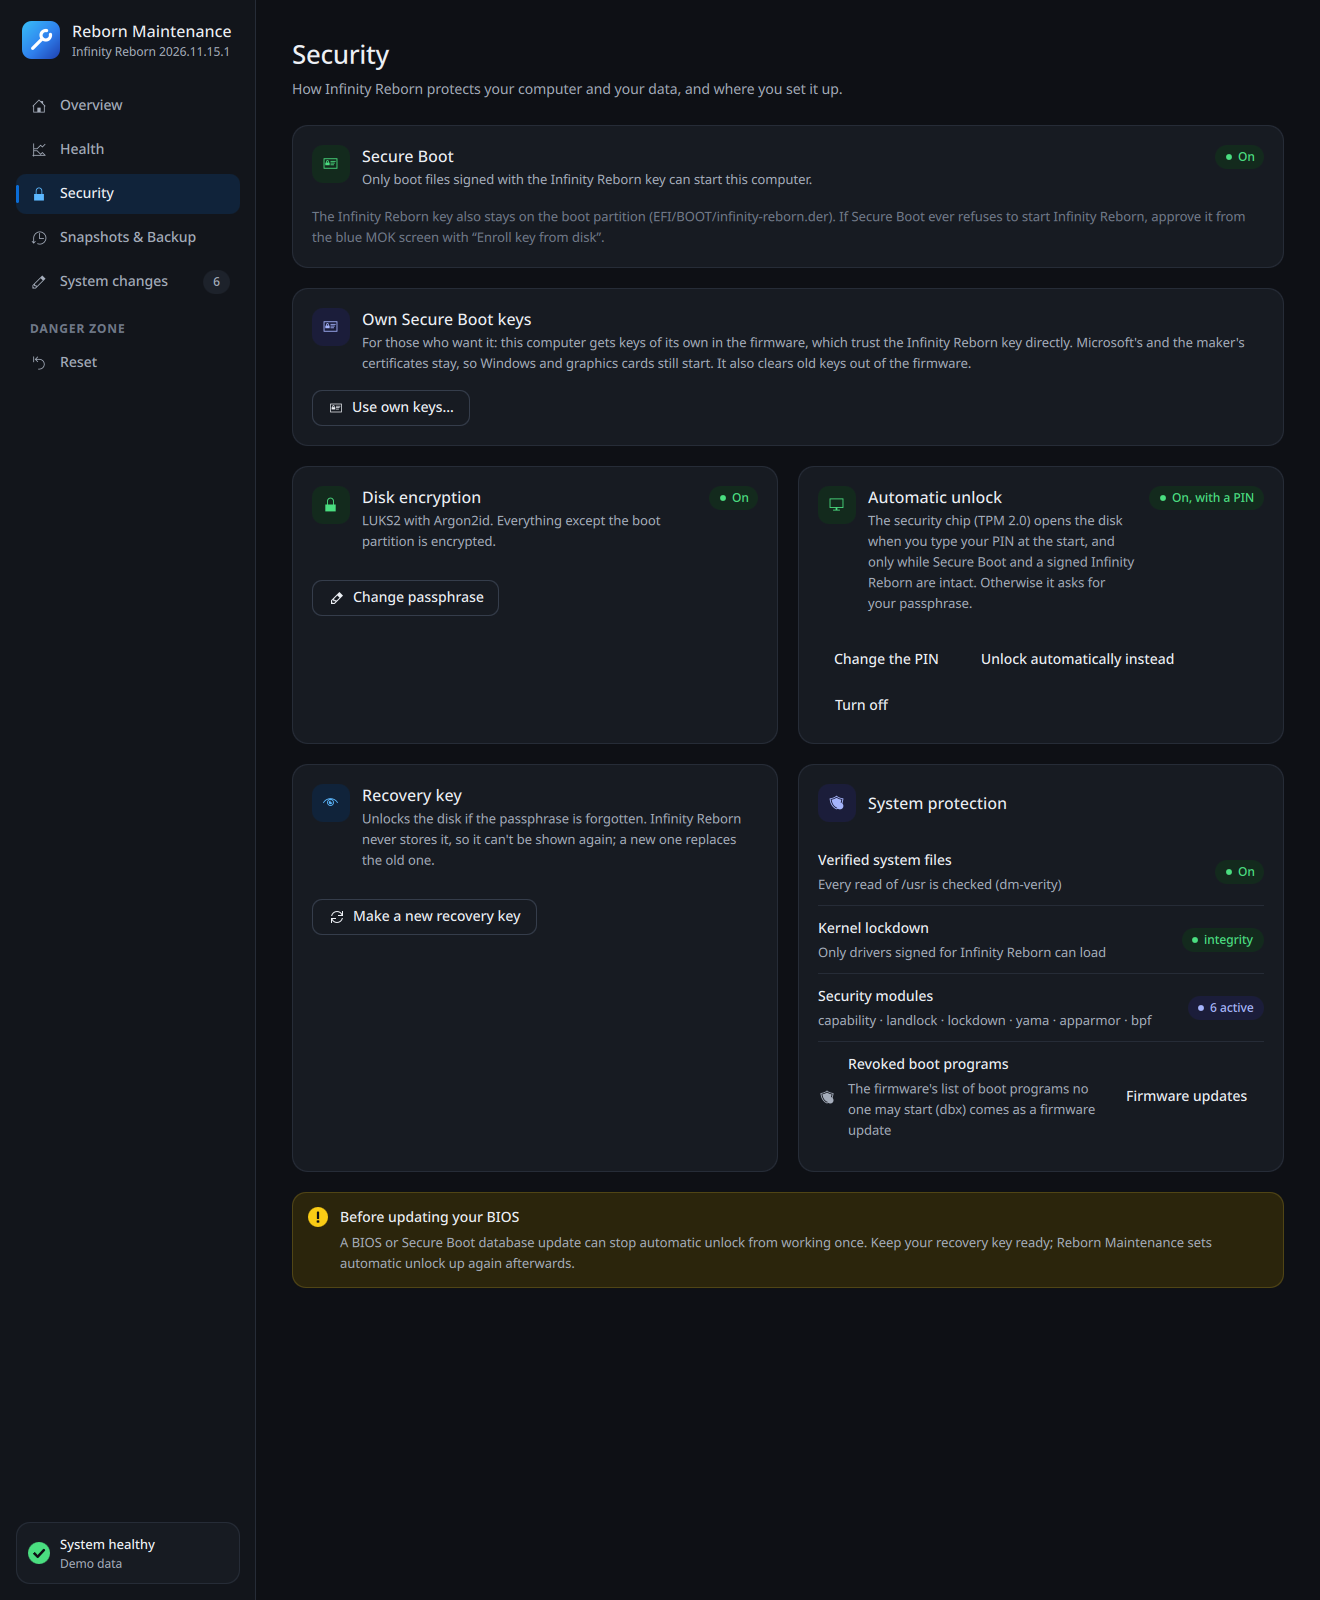 Reborn Maintenance
Infinity Reborn 2026.11.15.1
Overview
Health
Security
Snapshots & Backup
System changes 6
DANGER ZONE
Reset
System healthy
Demo data
Security
How Infinity Reborn protects your computer and your data, and where you set it up.
Secure Boot
On
Only boot files signed with the Infinity Reborn key can start this computer.
The Infinity Reborn key also stays on the boot partition (EFI/BOOT/infinity-reborn.der). If Secure Boot ever refuses to start Infinity Reborn, approve it from
the blue MOK screen with “Enroll key from disk”.
Own Secure Boot keys
For those who want it: this computer gets keys of its own in the firmware, which trust the Infinity Reborn key directly. Microsoft's and the maker's
certificates stay, so Windows and graphics cards still start. It also clears old keys out of the firmware.
Use own keys...
Disk encryption
On
LUKS2 with Argon2id. Everything except the boot
partition is encrypted.
Change passphrase
Automatic unlock
On, with a PIN
The security chip (TPM 2.0) opens the disk
when you type your PIN at the start, and
only while Secure Boot and a signed Infinity
Reborn are intact. Otherwise it asks for
your passphrase.
Change the PIN
Unlock automatically instead
Turn off
Recovery key
Unlocks the disk if the passphrase is forgotten. Infinity Reborn
never stores it, so it can't be shown again; a new one replaces
the old one.
Make a new recovery key
System protection
Verified system files
Every read of /usr is checked (dm-verity)
On
Kernel lockdown
Only drivers signed for Infinity Reborn can load
integrity
Security modules
capability · landlock · lockdown · yama · apparmor · bpf
6 active
Revoked boot programs
The firmware's list of boot programs no
one may start (dbx) comes as a firmware
update
Firmware updates
Before updating your BIOS
A BIOS or Secure Boot database update can stop automatic unlock from working once. Keep your recovery key ready; Reborn Maintenance sets
automatic unlock up again afterwards.